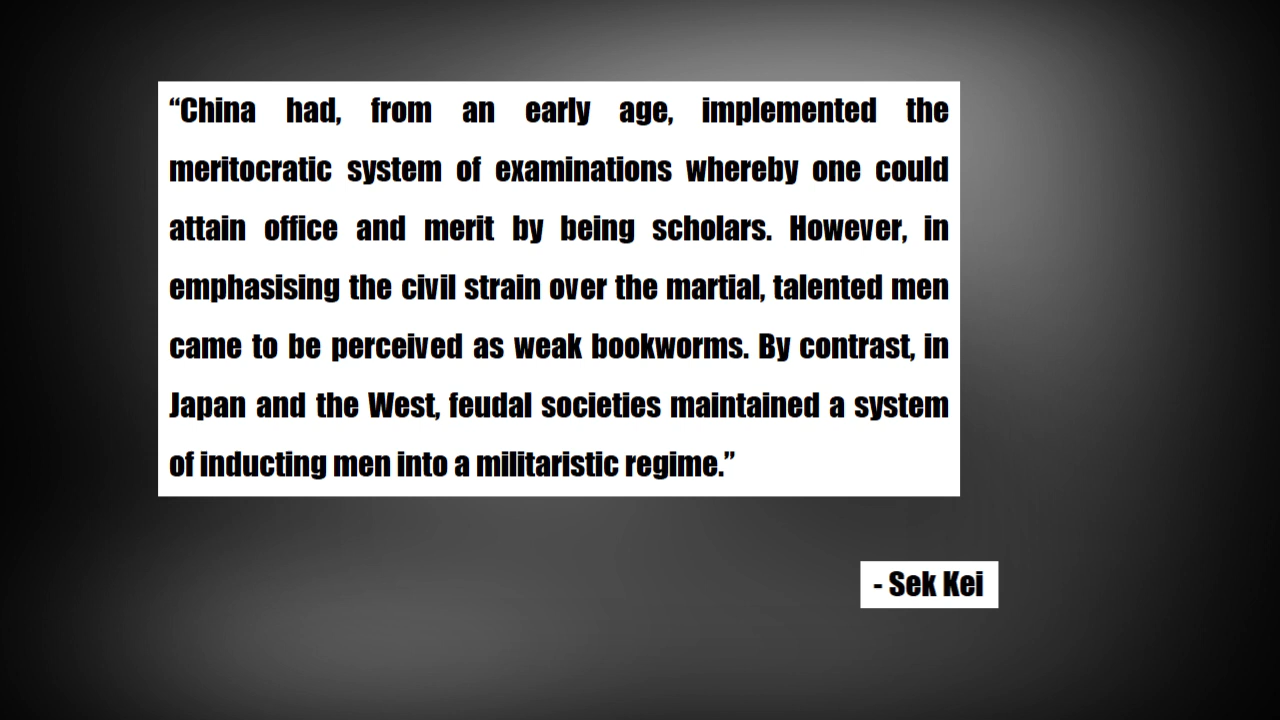 “China had, from an early age, implemented the
meritocratic system of examinations whereby one could
attain office and merit by being scholars. However, in
emphasising the civil strain over the martial, talented men
came to be perceived as weak bookworms. By contrast, in
Japan and the West, feudal societies maintained a system
of inducting men into a militaristic regime.”
- Sek Kei